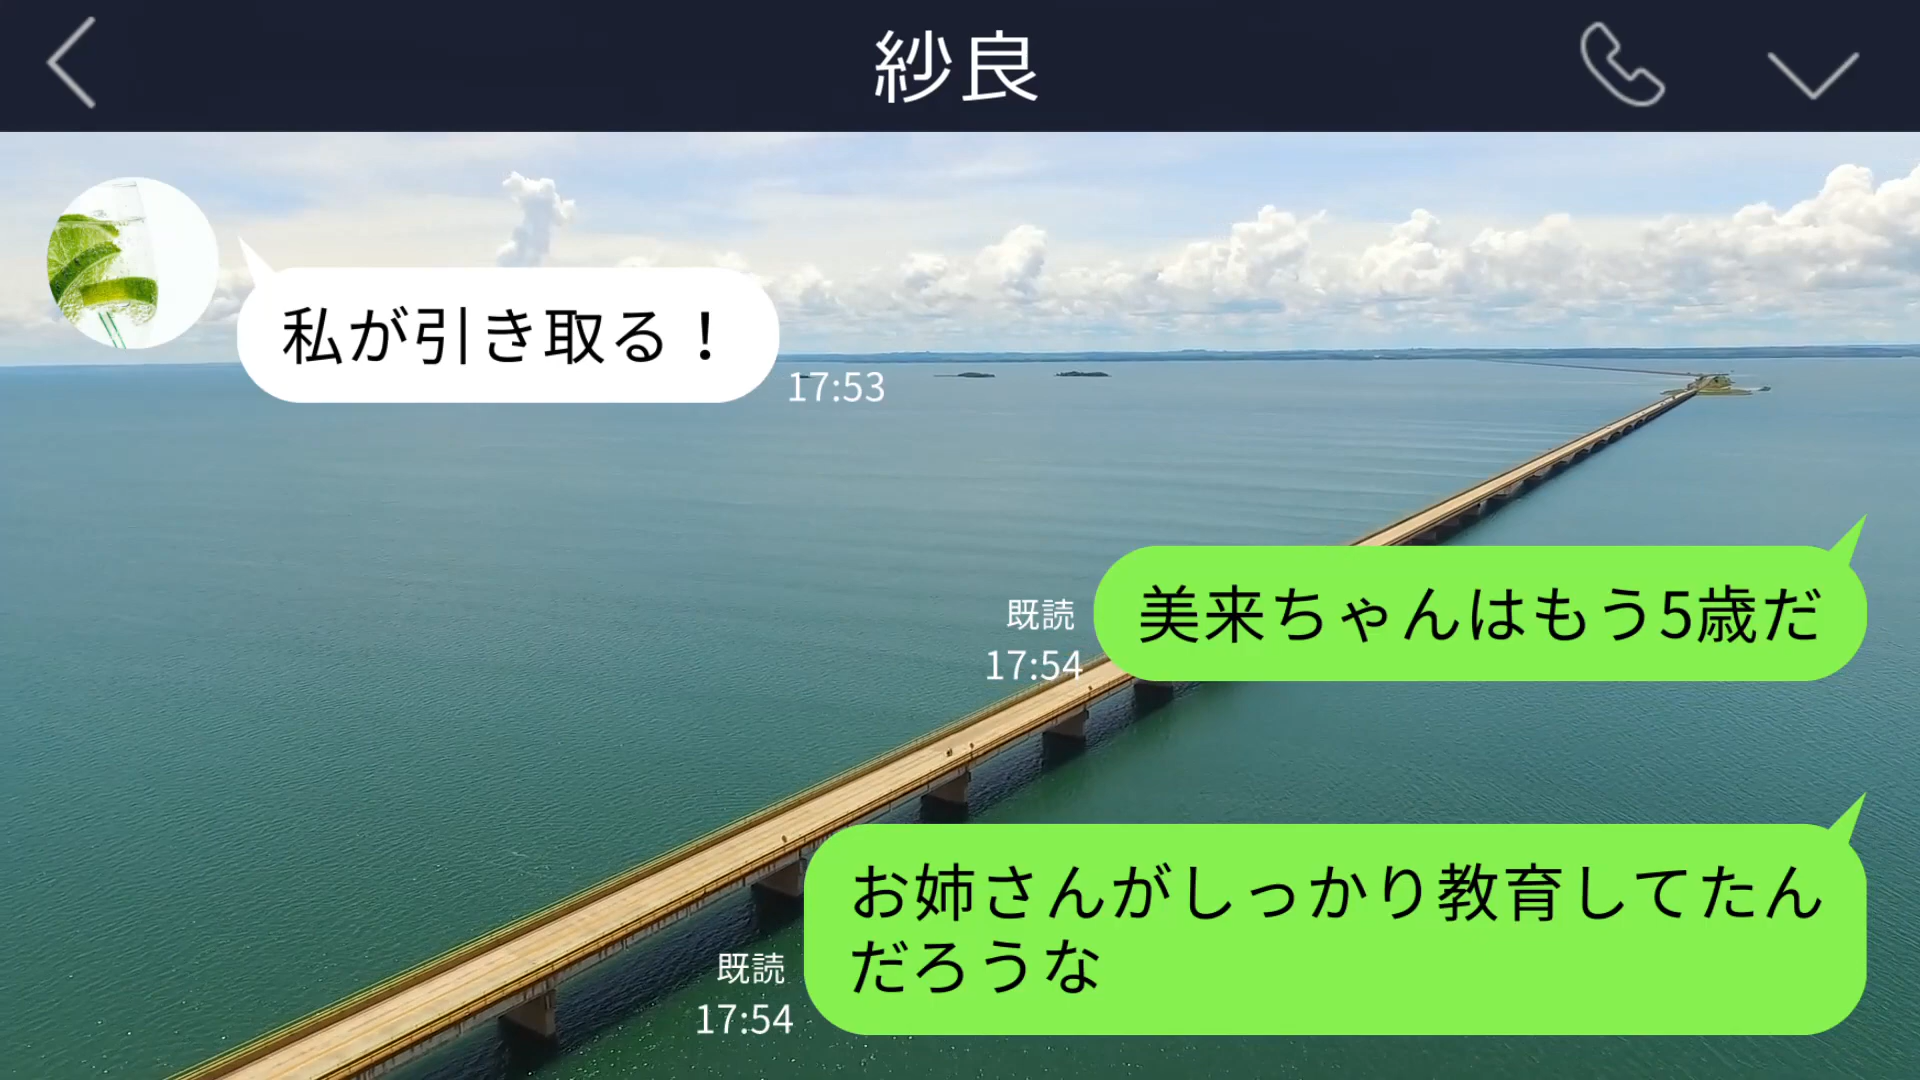 紗良
私が引き取る！
17:53
美来ちゃんはもう5歳だ
既読
17:54
お姉さんがしっかり教育してたん
だろうな
既読
17:54